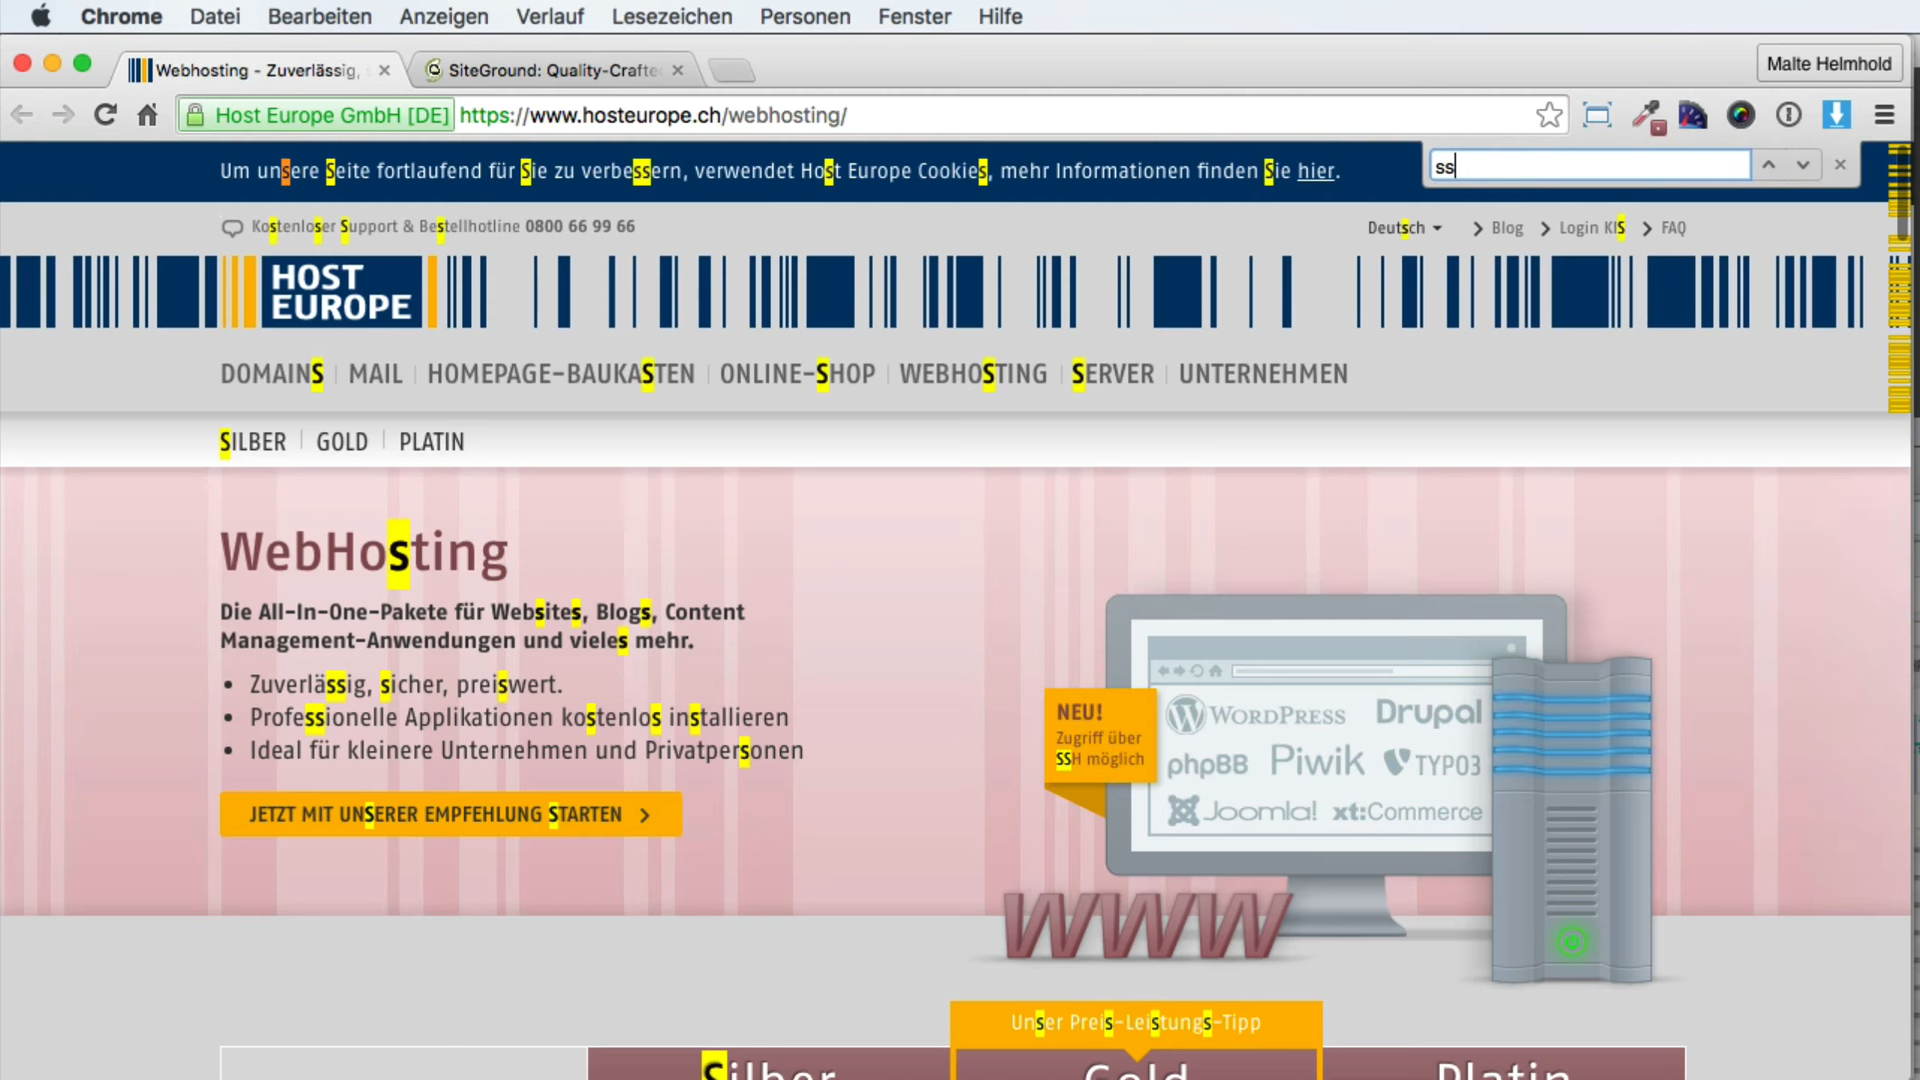 Chrome Datei Bearbeiten Anzeigen Verlauf Lesezeichen Personen Fenster Hilfe
Webhosting - Zuverlässig, SiteGround: Quality-Crafte Malte Helmhold
Host Europe GmbH [DE] https://www.hosteurope.ch/webhosting/
ss
Um unsere Seite fortlaufend für Sie zu verbessern, verwendet Host Europe Cookies, mehr Informationen finden Sie hier.
Kostenloser Support & Bestellhotline 0800 66 99 66
Deutsch Blog Login KIS FAQ
HOST
EUROPE
DOMAINS MAIL HOMEPAGE-BAUKASTEN ONLINE-SHOP WEBHOSTING SERVER UNTERNEHMEN
SILBER GOLD PLATIN
WebHosting
Die All-In-One-Pakete für Websites, Blogs, Content
Management-Anwendungen und vieles mehr.
• Zuverlässig, sicher, preiswert.
• Professionelle Applikationen kostenlos installieren
• Ideal für kleinere Unternehmen und Privatpersonen
JETZT MIT UNSERER EMPFEHLUNG STARTEN
NEU!
Zugriff über
SSH möglich
WORDPRESS Drupal
phpBB Piwik TYPO3
Joomla! xt:Commerce
WWW
Unser Preis-Leistungs-Tipp
Silber Gold Platin